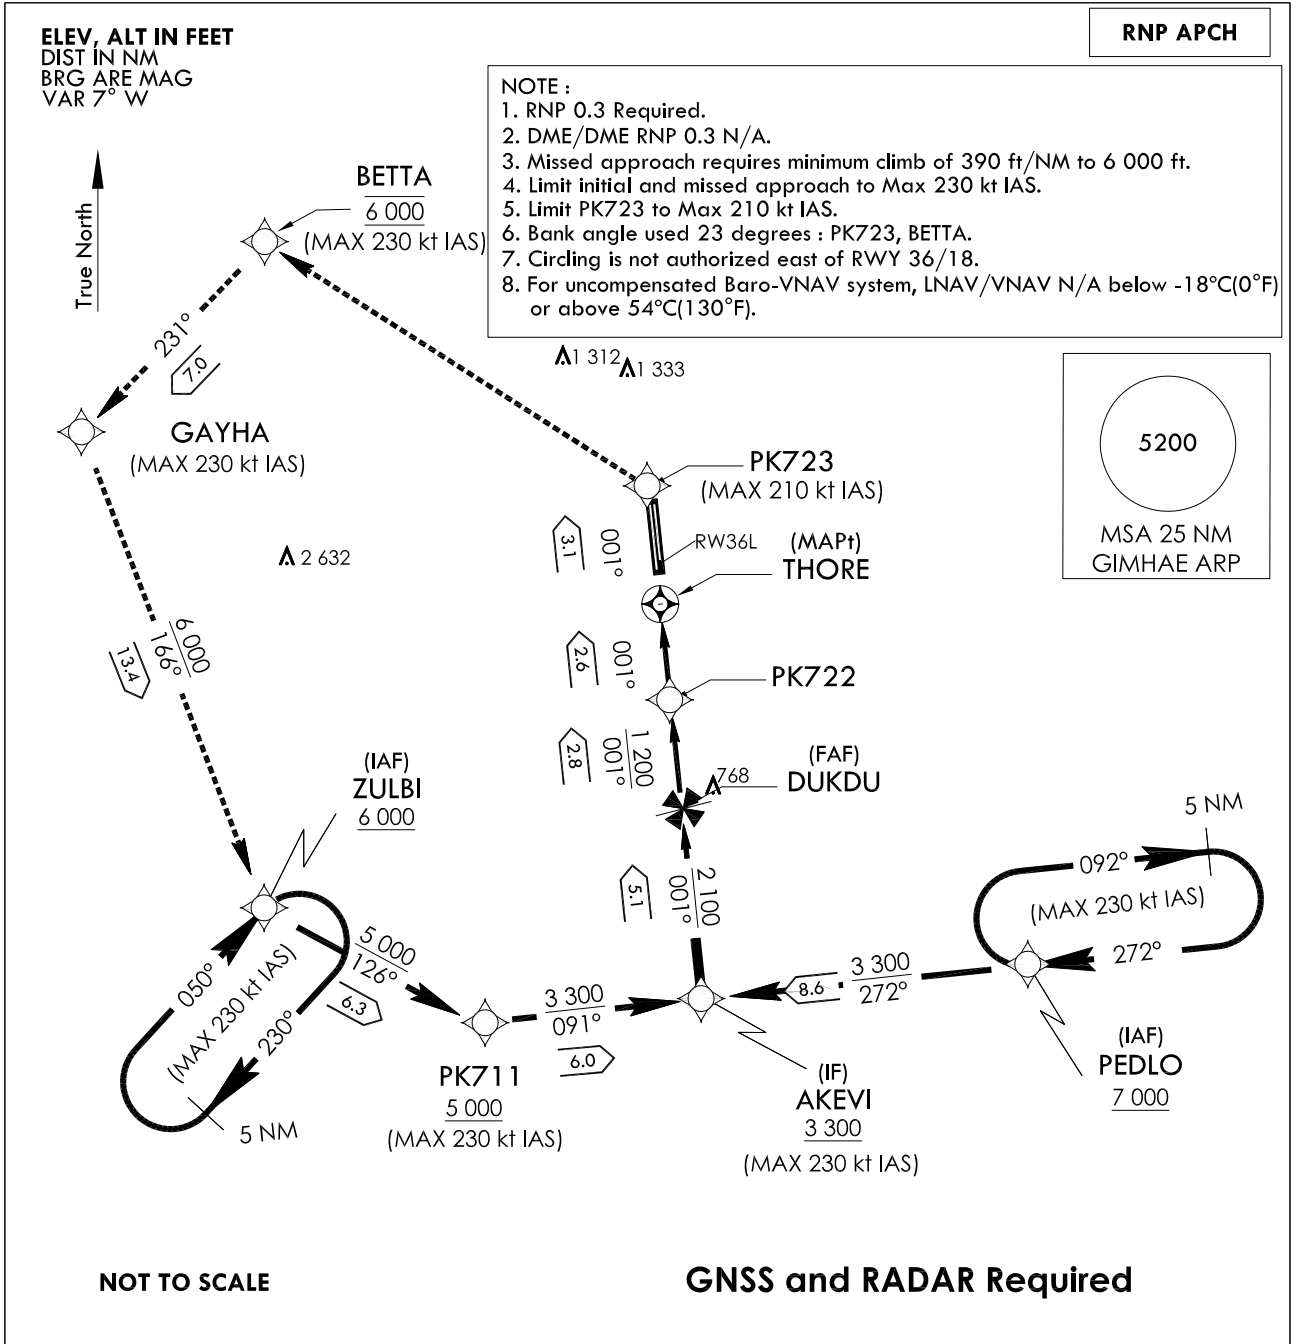 ELEV, ALT IN FEET
DIST IN NM
BRG ARE MAG
VAR 7° W
RNP APCH
NOTE :
1. RNP 0.3 Required.
2. DME/DME RNP 0.3 N/A.
3. Missed approach requires minimum climb of 390 ft/NM to 6 000 ft.
4. Limit initial and missed approach to Max 230 kt IAS.
5. Limit PK723 to Max 210 kt IAS.
6. Bank angle used 23 degrees : PK723, BETTA.
7. Circling is not authorized east of RWY 36/18.
8. For uncompensated Baro-VNAV system, LNAV/VNAV N/A below -18°C(0°F)
or above 54°C(130°F).
True North
BETTA
6 000
(MAX 230 kt IAS)
231°
7.0
1 312
1 333
5200
MSA 25 NM
GIMHAE ARP
GAYHA
(MAX 230 kt IAS)
PK723
(MAX 210 kt IAS)
3.1
001°
RW36L
(MAPt)
THORE
2 632
6 000
166°
13.4
2.6
001°
PK722
2.8
1 200
001°
768
(FAF)
DUKDU
(IAF)
ZULBI
6 000
5.1
2 100
001°
5 NM
092°
(MAX 230 kt IAS)
272°
050°
(MAX 230 kt IAS)
230°
5 NM
5 000
126°
6.3
3 300
091°
6.0
8.6
3 300
272°
PK711
5 000
(MAX 230 kt IAS)
(IF)
AKEVI
3 300
(MAX 230 kt IAS)
(IAF)
PEDLO
7 000
NOT TO SCALE
GNSS and RADAR Required